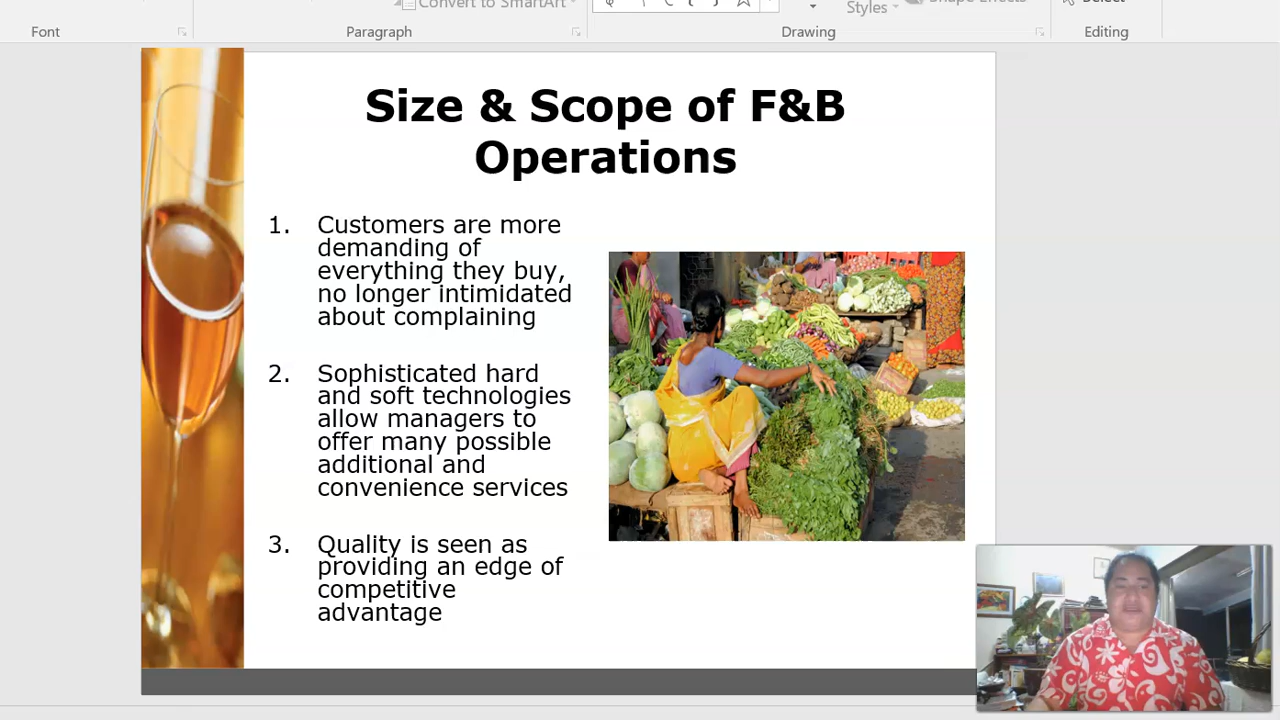 Convert to SmartArt
Styles
Shape Effects
Select
Font
Paragraph
Drawing
Editing
Size & Scope of F&B
Operations
1. Customers are more
demanding of
everything they buy,
no longer intimidated
about complaining
2. Sophisticated hard
and soft technologies
allow managers to
offer many possible
additional and
convenience services
3. Quality is seen as
providing an edge of
competitive
advantage